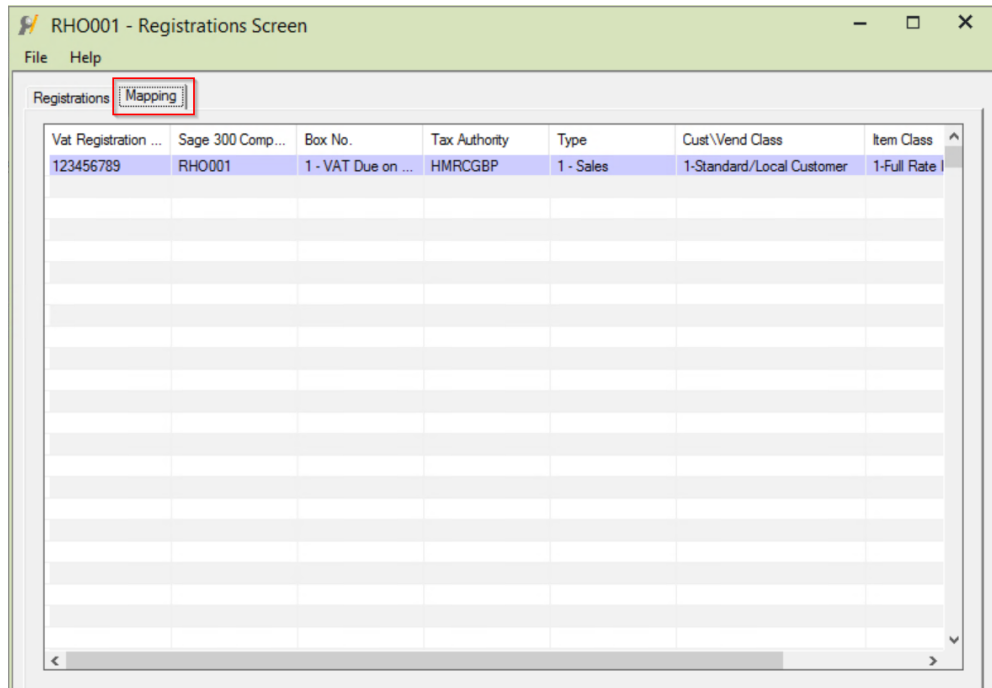 RHO001 - Registrations Screen
File Help
Registrations Mapping
Vat Registration ... Sage 300 Comp... Box No. Tax Authority Type Cust\Vend Class Item Class
123456789 RHO001 1 - VAT Due on ... HMRCGBP 1 - Sales 1-Standard/Local Customer 1-Full Rate